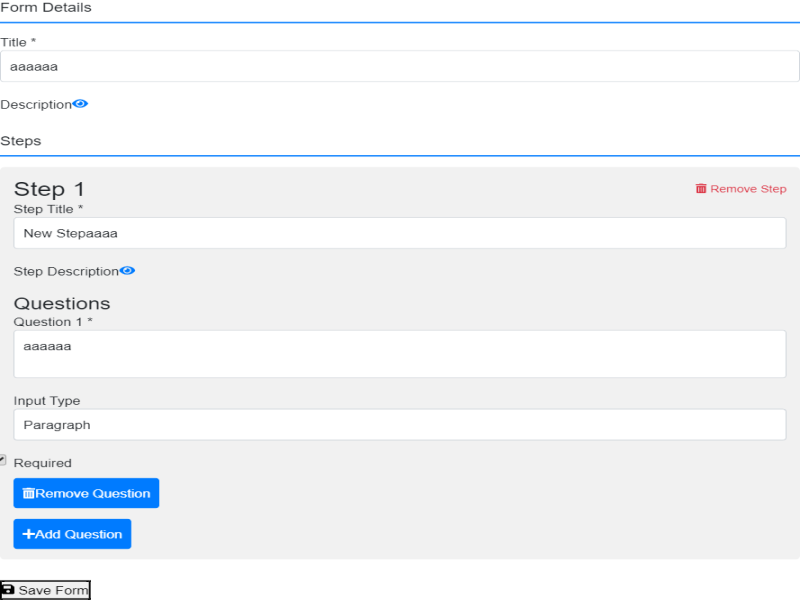 Form Details
Title *
aaaaaa
Description
Steps
Step 1
Remove Step
Step Title *
New Stepaaaa
Step Description
Questions
Question 1 *
aaaaaa
Input Type
Paragraph
Required
Remove Question
Add Question
Save Form